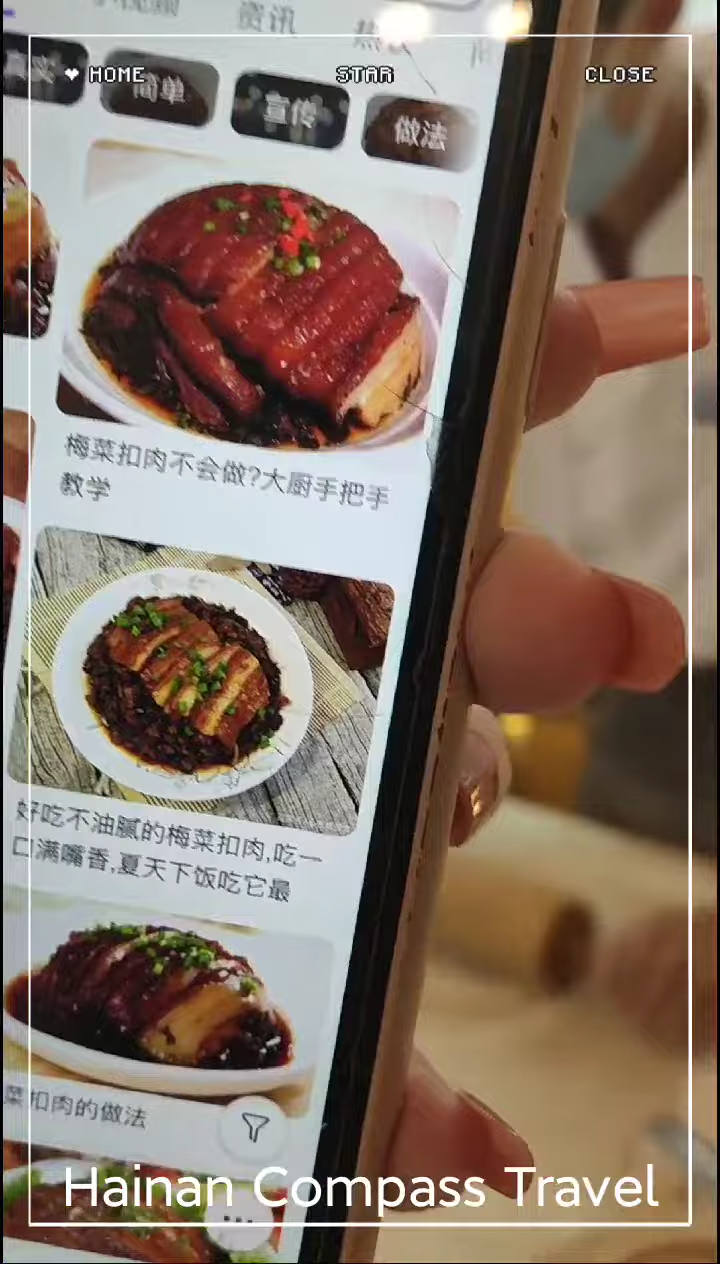 资讯
♥ HOME
STAR
CLOSE
真实
简单
宣传
做法
梅菜扣肉不会做?大厨手把手
教学
好吃不油腻的梅菜扣肉,吃一
口满嘴香,夏天下饭吃它最
菜扣肉的做法
Hainan Compass Travel